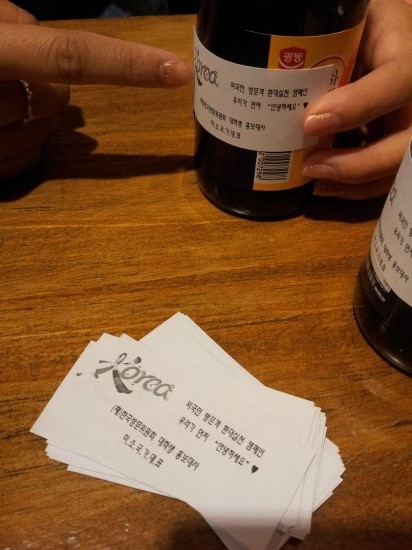 광동
Korea
외국인 방문객 환대실천 캠페인
우리가 먼저 "안녕하세요" ♥
(재)한국방문위원회 대학생 홍보대사
미소국가대표
Korea
외국인 방문객 환대실천 캠페인
우리가 먼저 "안녕하세요" ♥
(재)한국방문위원회 대학생 홍보대사
미.소.국.가.대.표